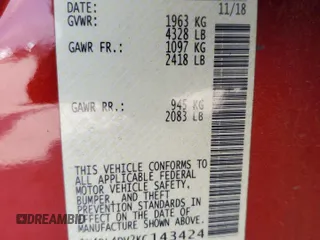 DATE: 11/18
GVWR: 1963 KG
4328 LB
GAWR FR.: 1097 KG
2418 LB
GAWR RR.: 945 KG
2083 LB
THIS VEHICLE CONFORMS TO
ALL APPLICABLE FEDERAL
MOTOR VEHICLE SAFETY,
BUMPER, AND THEFT
PREVENTION STANDARDS IN
EFFECT ON THE DATE OF
MANUFACTURE SHOWN ABOVE.
143424
DREAMBID